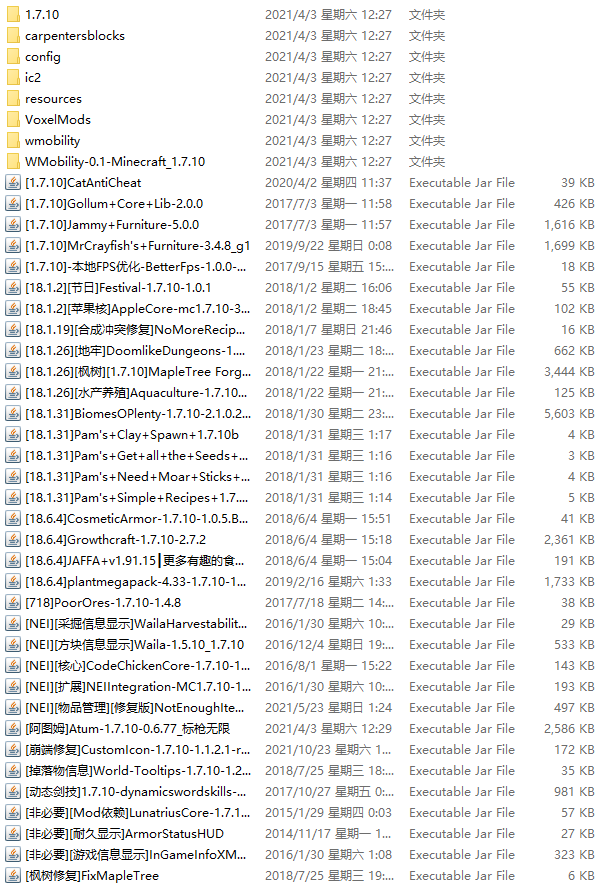 1.7.10 2021/4/3 星期六 12:27 文件夹
carpentersblocks 2021/4/3 星期六 12:27 文件夹
config 2021/4/3 星期六 12:27 文件夹
ic2 2021/4/3 星期六 12:27 文件夹
resources 2021/4/3 星期六 12:27 文件夹
VoxelMods 2021/4/3 星期六 12:27 文件夹
wmobility 2021/4/3 星期六 12:27 文件夹
WMobility-0.1-Minecraft_1.7.10 2021/4/3 星期六 12:27 文件夹
[1.7.10]CatAntiCheat 2020/4/2 星期四 11:37 Executable Jar File 39 KB
[1.7.10]Gollum+Core+Lib-2.0.0 2017/7/3 星期一 11:58 Executable Jar File 426 KB
[1.7.10]Jammy+Furniture-5.0.0 2017/7/3 星期一 11:57 Executable Jar File 1,616 KB
[1.7.10]MrCrayfish's+Furniture-3.4.8_g1 2019/9/22 星期日 0:08 Executable Jar File 1,699 KB
[1.7.10]-本地FPS优化-BetterFps-1.0.0-... 2017/9/15 星期五 15:... Executable Jar File 18 KB
[18.1.2][节日]Festival-1.7.10-1.0.1 2018/1/2 星期二 16:06 Executable Jar File 55 KB
[18.1.2][苹果核]AppleCore-mc1.7.10-3... 2018/1/2 星期二 18:45 Executable Jar File 102 KB
[18.1.19][合成冲突修复]NoMoreRecip... 2018/1/7 星期日 21:46 Executable Jar File 16 KB
[18.1.26][地牢]DoomlikeDungeons-1.... 2018/1/23 星期二 18:... Executable Jar File 662 KB
[18.1.26][枫树][1.7.10]MapleTree Forg... 2018/1/22 星期一 21:... Executable Jar File 3,444 KB
[18.1.26][水产养殖]Aquaculture-1.7.10... 2018/1/22 星期一 21:... Executable Jar File 125 KB
[18.1.31]BiomesOPlenty-1.7.10-2.1.0.2... 2018/1/30 星期二 23:... Executable Jar File 5,603 KB
[18.1.31]Pam's+Clay+Spawn+1.7.10b 2018/1/31 星期三 1:17 Executable Jar File 4 KB
[18.1.31]Pam's+Get+all+the+Seeds+... 2018/1/31 星期三 1:16 Executable Jar File 3 KB
[18.1.31]Pam's+Need+Moar+Sticks+... 2018/1/31 星期三 1:16 Executable Jar File 4 KB
[18.1.31]Pam's+Simple+Recipes+1.7.... 2018/1/31 星期三 1:14 Executable Jar File 5 KB
[18.6.4]CosmeticArmor-1.7.10-1.0.5.B... 2018/6/4 星期一 15:51 Executable Jar File 41 KB
[18.6.4]Growthcraft-1.7.10-2.7.2 2018/6/4 星期一 15:18 Executable Jar File 2,361 KB
[18.6.4]JAFFA+v1.91.15┃更多有趣的食... 2018/6/4 星期一 15:04 Executable Jar File 191 KB
[18.6.4]plantmegapack-4.33-1.7.10-1... 2019/2/16 星期六 1:33 Executable Jar File 1,733 KB
[718]PoorOres-1.7.10-1.4.8 2017/7/18 星期二 14:... Executable Jar File 38 KB
[NEI][采掘信息显示]WailaHarvestabilit... 2016/1/30 星期六 10:... Executable Jar File 29 KB
[NEI][方块信息显示]Waila-1.5.10_1.7.10 2016/12/4 星期日 19:... Executable Jar File 533 KB
[NEI][核心]CodeChickenCore-1.7.10-1... 2016/8/1 星期一 15:22 Executable Jar File 143 KB
[NEI][扩展]NEIIntegration-MC1.7.10-1... 2016/1/30 星期六 10:... Executable Jar File 193 KB
[NEI][物品管理][修复版]NotEnoughIte... 2021/5/23 星期日 1:24 Executable Jar File 497 KB
[阿图姆]Atum-1.7.10-0.6.77_标枪无限 2021/4/3 星期六 12:29 Executable Jar File 2,586 KB
[崩端修复]CustomIcon-1.7.10-1.1.2.1-r... 2021/10/23 星期六 1... Executable Jar File 172 KB
[掉落物信息]World-Tooltips-1.7.10-1.2... 2018/7/25 星期三 18:... Executable Jar File 35 KB
[动态剑技]1.7.10-dynamicswordskills-... 2017/10/27 星期五 0:... Executable Jar File 981 KB
[非必要][Mod依赖]LunatriusCore-1.7.1... 2015/1/29 星期四 0:03 Executable Jar File 57 KB
[非必要][耐久显示]ArmorStatusHUD 2014/11/17 星期一 1... Executable Jar File 27 KB
[非必要][游戏信息显示]InGameInfoXM... 2016/1/30 星期六 1:08 Executable Jar File 323 KB
[枫树修复]FixMapleTree 2018/7/25 星期三 19:... Executable Jar File 6 KB